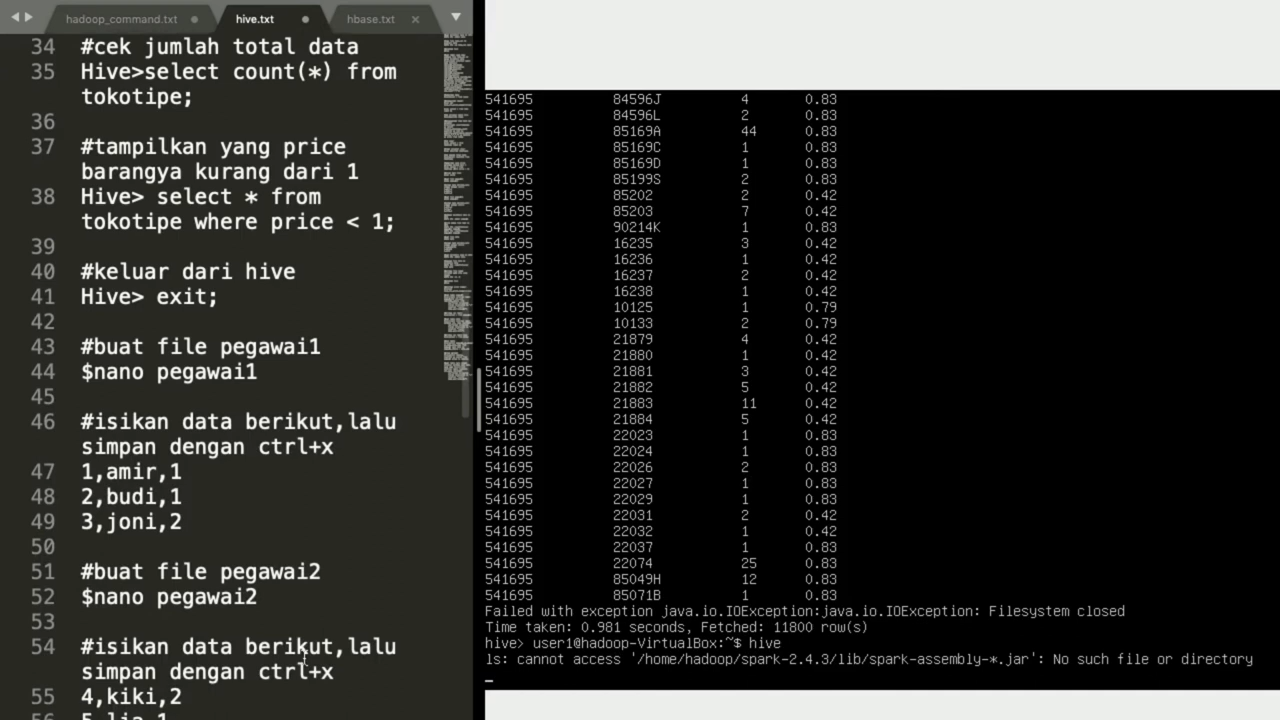 hadoop_command.txt
hive.txt
hbase.txt
34 #cek jumlah total data
35 Hive>select count(*) from
tokotipe;
36
37 #tampilkan yang price
barangya kurang dari 1
38 Hive> select * from
tokotipe where price < 1;
39
40 #keluar dari hive
41 Hive> exit;
42
43 #buat file pegawai1
44 $nano pegawai1
45
46 #isikan data berikut,lalu
simpan dengan ctrl+x
47 1,amir,1
48 2,budi,1
49 3,joni,2
50
51 #buat file pegawai2
52 $nano pegawai2
53
54 #isikan data berikut,lalu
simpan dengan ctrl+x
55 4,kiki,2
541695 84596J 4 0.83
541695 84596L 2 0.83
541695 85169A 44 0.83
541695 85169C 1 0.83
541695 85169D 1 0.83
541695 85199S 2 0.83
541695 85202 2 0.42
541695 85203 7 0.42
541695 90214K 1 0.83
541695 16235 3 0.42
541695 16236 1 0.42
541695 16237 2 0.42
541695 16238 1 0.42
541695 10125 1 0.79
541695 10133 2 0.79
541695 21879 4 0.42
541695 21880 1 0.42
541695 21881 3 0.42
541695 21882 5 0.42
541695 21883 11 0.42
541695 21884 5 0.42
541695 22023 1 0.83
541695 22024 1 0.83
541695 22026 2 0.83
541695 22027 1 0.83
541695 22029 1 0.83
541695 22031 2 0.42
541695 22032 1 0.42
541695 22037 1 0.83
541695 22074 25 0.83
541695 85049H 12 0.83
541695 85071B 1 0.83
Failed with exception java.io.IOException:java.io.IOException: Filesystem closed
Time taken: 0.981 seconds, Fetched: 11800 row(s)
hive> user1@hadoop-VirtualBox:~$ hive
ls: cannot access '/home/hadoop/spark-2.4.3/lib/spark-assembly-*.jar': No such file or directory